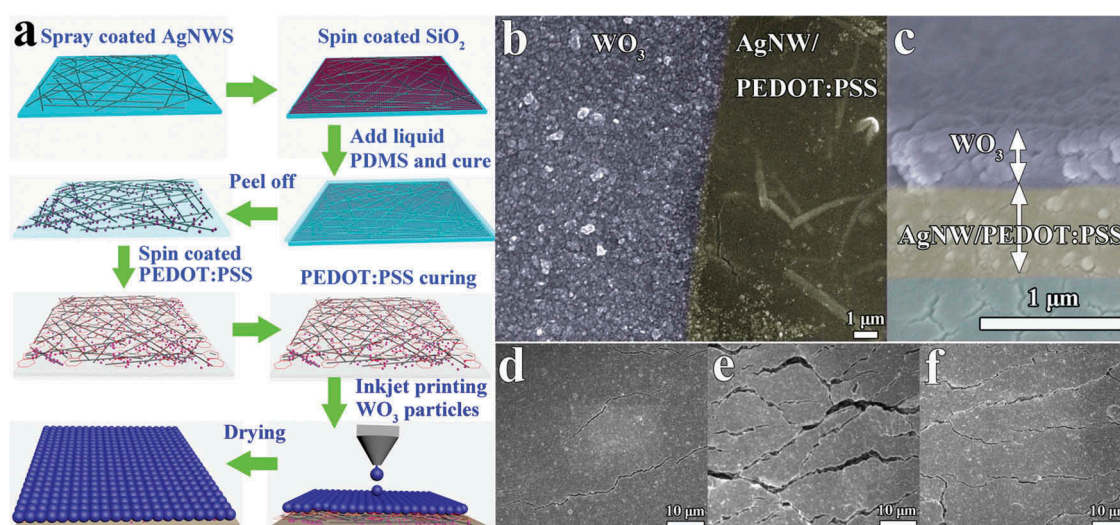 a
Spray coated AgNWS
Spin coated SiO₂
Add liquid
PDMS and cure
Peel off
Spin coated
PEDOT:PSS
PEDOT:PSS curing
Inkjet printing
WO₃ particles
Drying
b
WO₃
AgNW/
PEDOT:PSS
1 μm
c
WO₃
AgNW/PEDOT:PSS
1 μm
d
10 μm
e
10 μm
f
10 μm